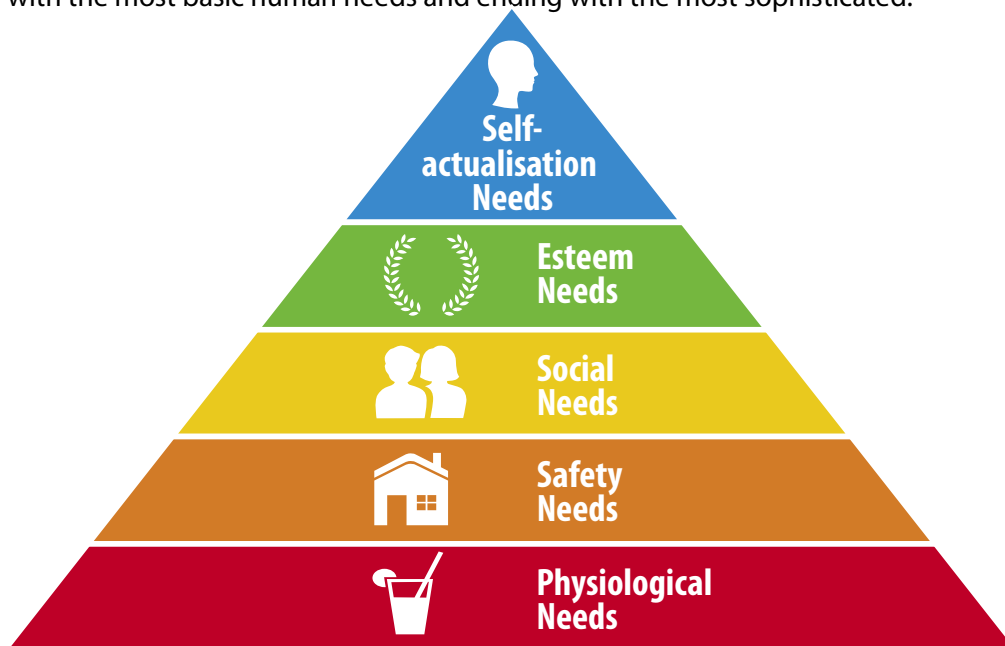 with the most basic human needs and ending with the most sophisticated.
Self-
actualisation
Needs
Esteem
Needs
Social
Needs
Safety
Needs
Physiological
Needs